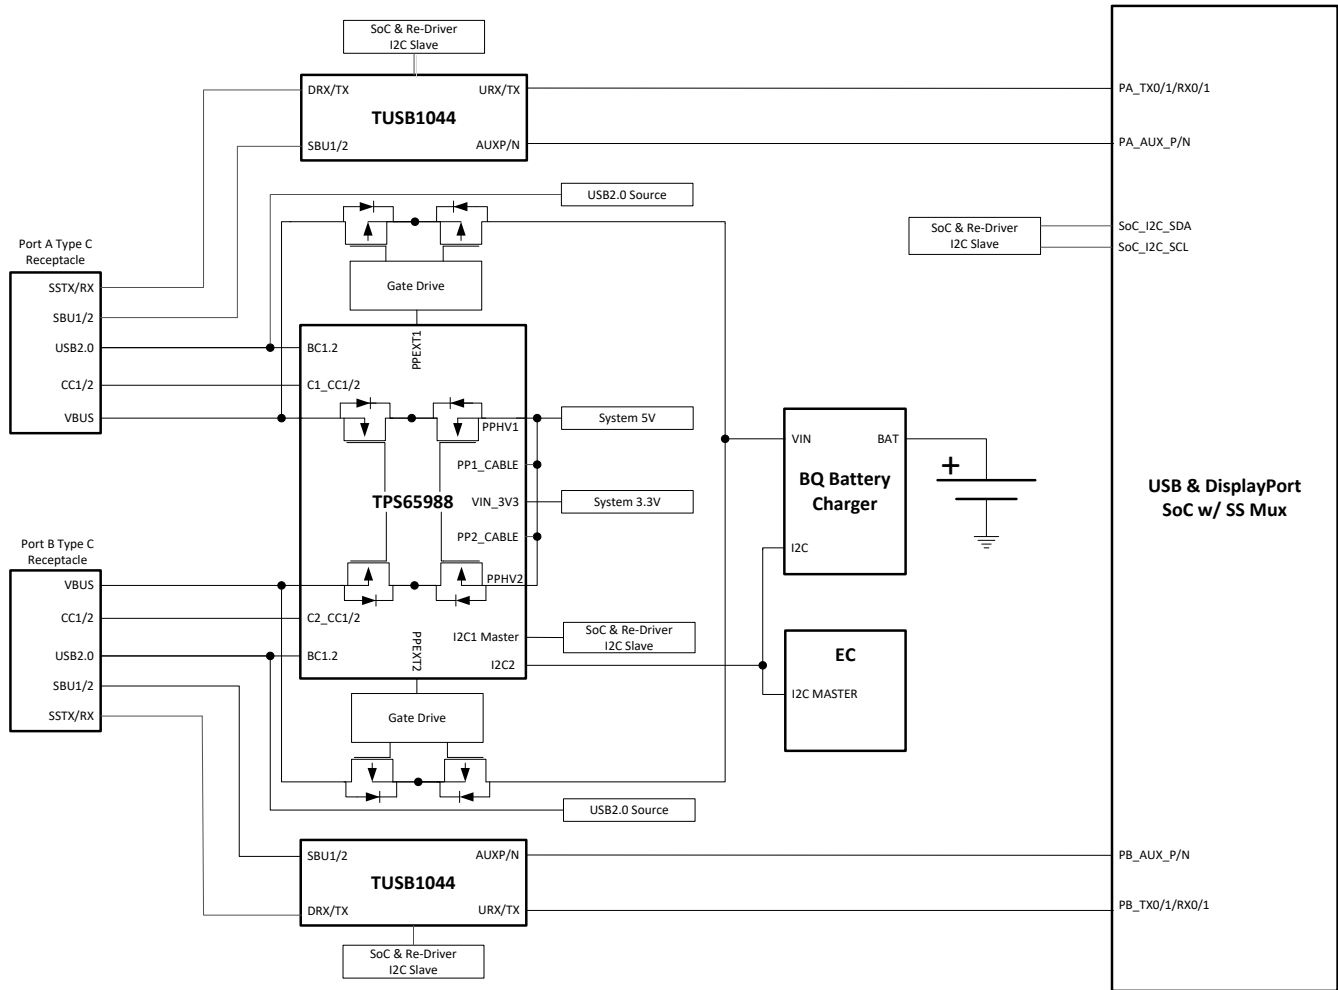 SoC & Re-Driver
I2C Slave
DRX/TX
URX/TX
TUSB1044
SBU1/2
AUXP/N
PA_TX0/1/RX0/1
PA_AUX_P/N
USB2.0 Source
SoC & Re-Driver
I2C Slave
SoC_I2C_SDA
SoC_I2C_SCL
Port A Type C
Receptacle
SSTX/RX
SBU1/2
USB2.0
CC1/2
VBUS
Gate Drive
PPEXT1
BC1.2
C1_CC1/2
PPHV1
System 5V
PP1_CABLE
TPS65988
VIN_3V3
System 3.3V
PP2_CABLE
PPHV2
C2_CC1/2
I2C1 Master
SoC & Re-Driver
I2C Slave
BC1.2
PPEXT2
I2C2
VIN
BAT
BQ Battery
Charger
I2C
+
EC
I2C MASTER
USB & DisplayPort
SoC w/ SS Mux
Port B Type C
Receptacle
VBUS
CC1/2
USB2.0
SBU1/2
SSTX/RX
Gate Drive
USB2.0 Source
SBU1/2
AUXP/N
TUSB1044
DRX/TX
URX/TX
PB_AUX_P/N
PB_TX0/1/RX0/1
SoC & Re-Driver
I2C Slave